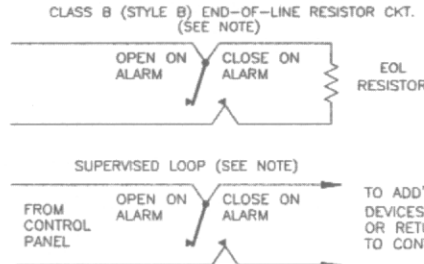 CLASS B (STYLE B) END-OF-LINE RESISTOR CKT.
(SEE NOTE)
OPEN ON CLOSE ON EOL
ALARM ALARM RESISTOR
SUPERVISED LOOP (SEE NOTE)
OPEN ON CLOSE ON TO ADD'
FROM ALARM ALARM DEVICES
CONTROL OR RET
PANEL TO CON